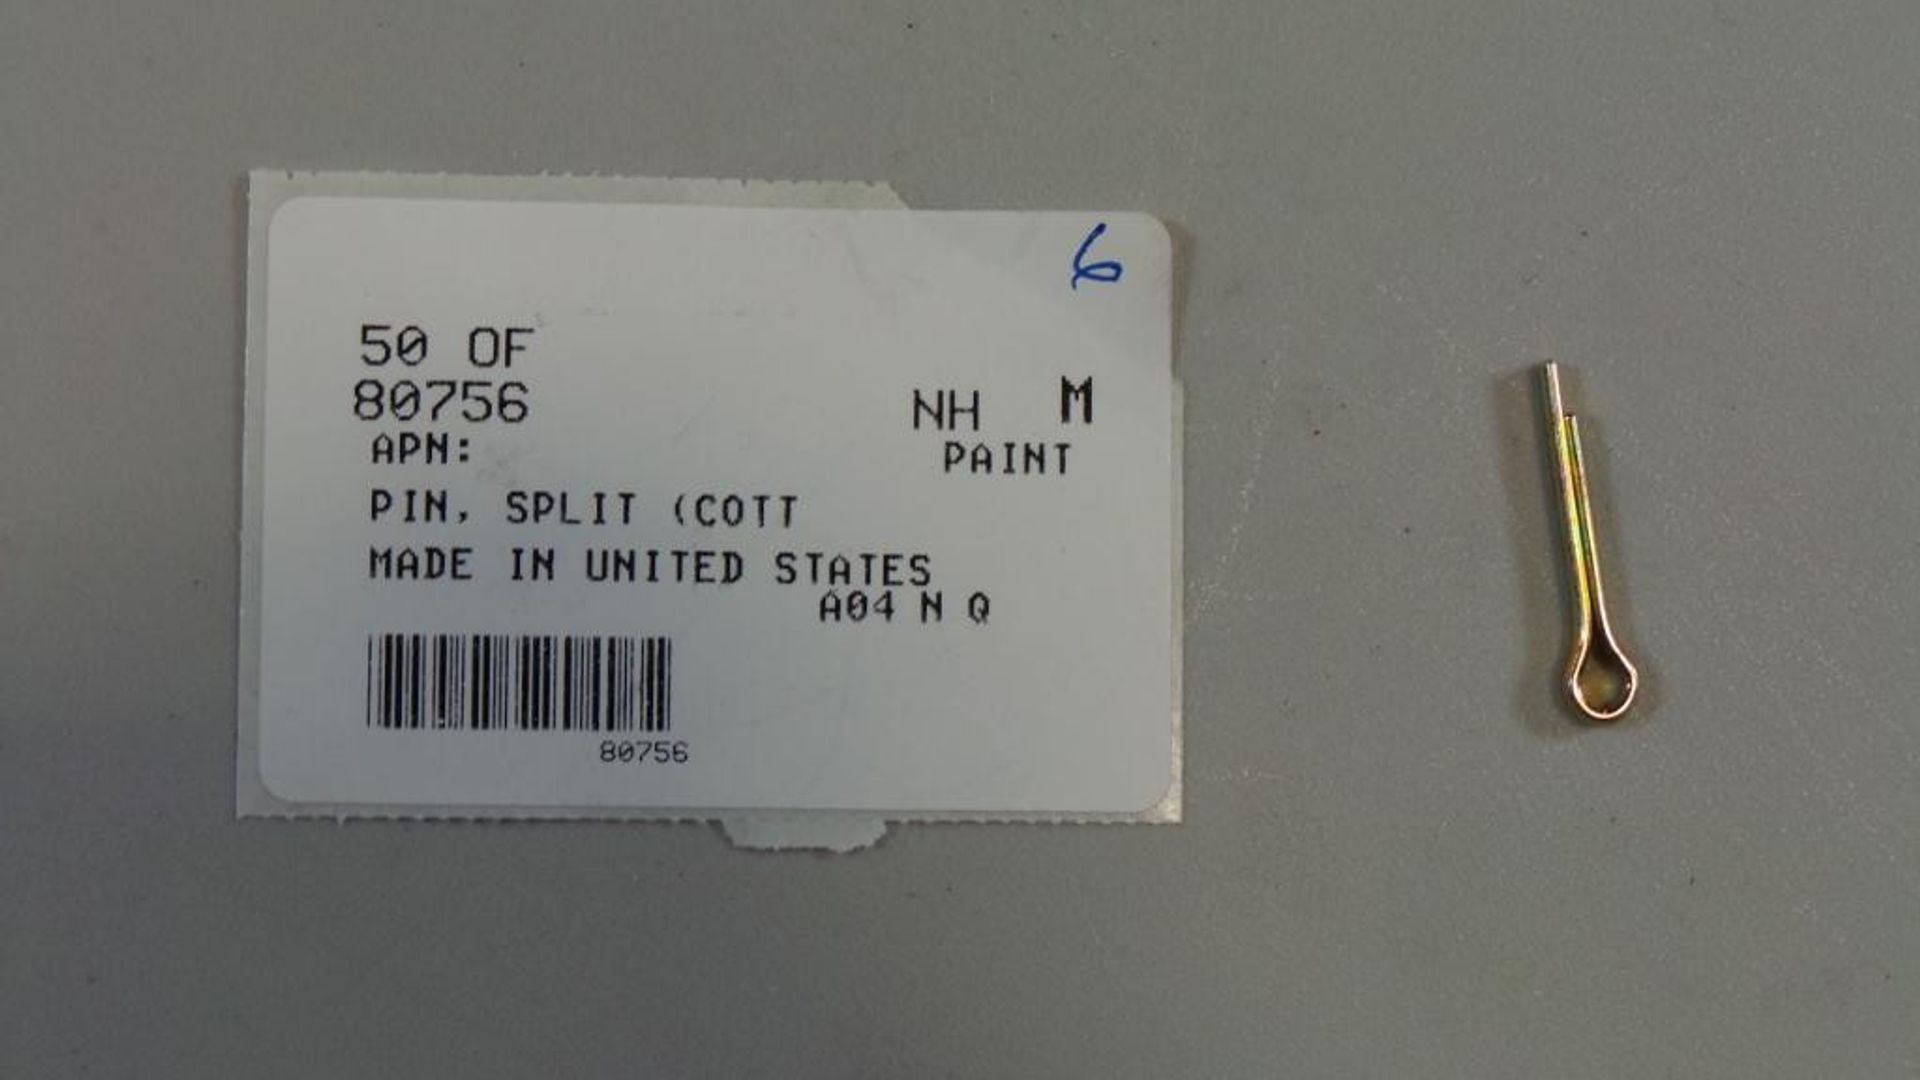 6
50 OF
80756
NH M
APN:
PAINT
PIN, SPLIT (COTT
MADE IN UNITED STATES
A04 N Q
80756